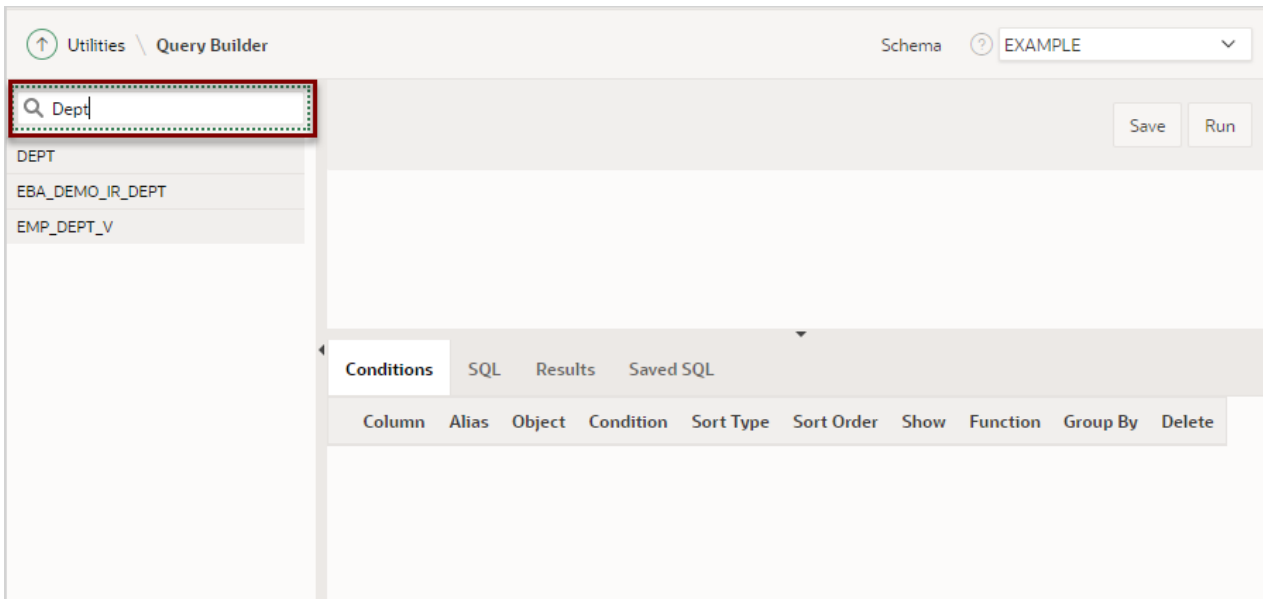 Utilities \ Query Builder
Schema ? EXAMPLE
Dept
Save Run
DEPT
EBA_DEMO_IR_DEPT
EMP_DEPT_V
Conditions SQL Results Saved SQL
Column Alias Object Condition Sort Type Sort Order Show Function Group By Delete